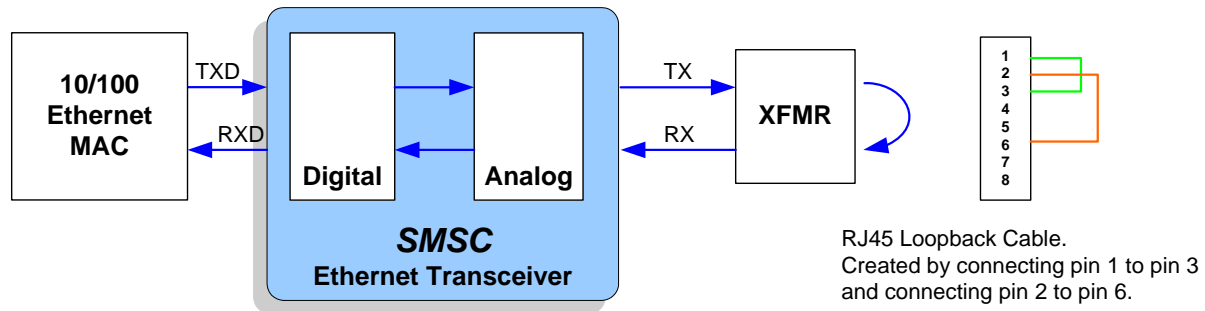 10/100
Ethernet
MAC
TXD
RXD
Digital
Analog
SMSC
Ethernet Transceiver
TX
RX
XFMR
1
2
3
4
5
6
7
8
RJ45 Loopback Cable.
Created by connecting pin 1 to pin 3
and connecting pin 2 to pin 6.